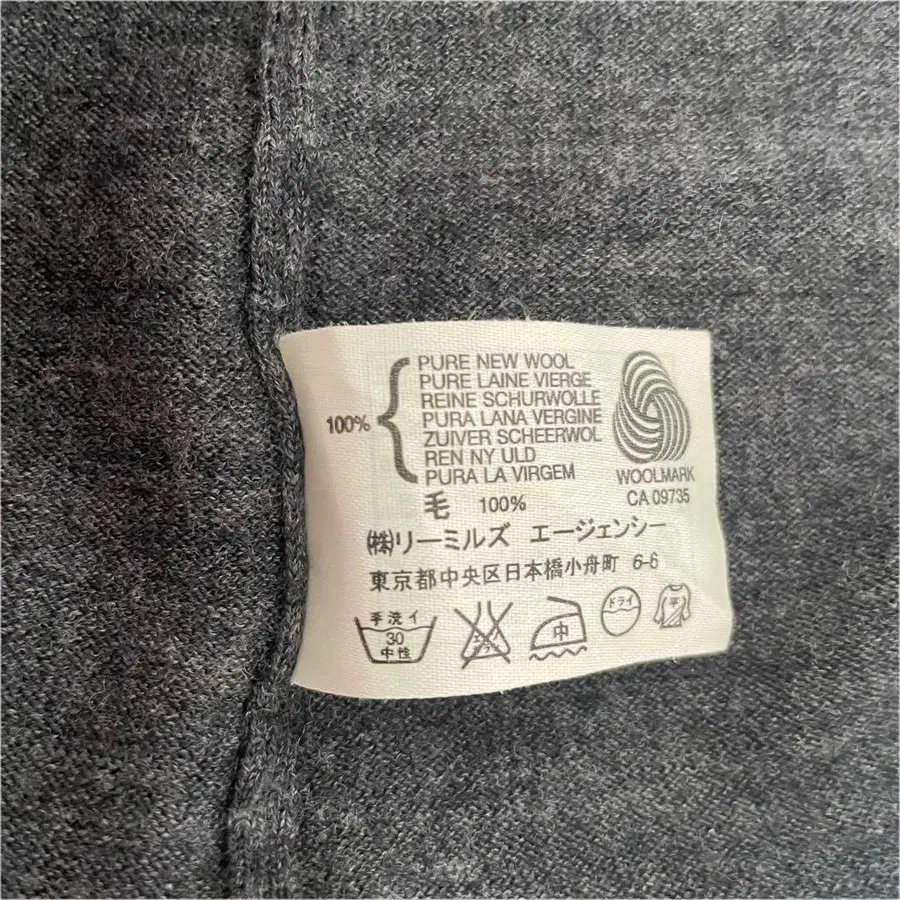 PURE NEW WOOL
PURE LAINE VIERGE
REINE SCHURWOLLE
100% PURA LANA VERGINE
ZUIVER SCHEERWOL
REN NY ULD
PURA LA VIRGEM
WOOLMARK
CA 09735
毛 100%
㈱リーミルズ エージェンシー
東京都中央区日本橋小舟町 6-6
手洗イ
30
中性
中
ドライ
平